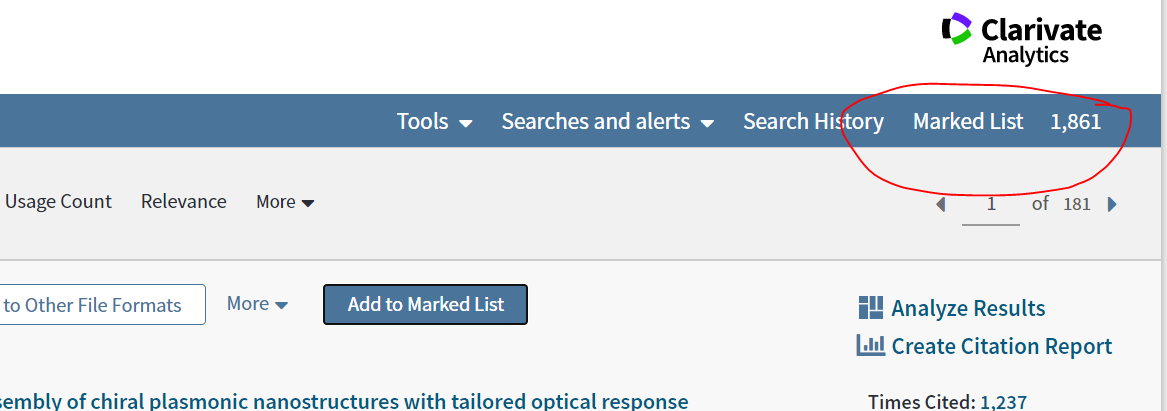 Clarivate
Analytics
Tools Searches and alerts Search History Marked List 1,861
Usage Count Relevance More 1 of 181
to Other File Formats More Add to Marked List
Analyze Results
Create Citation Report
of chiral plasmonic nanostructures with tailored optical response
Times Cited: 1,237